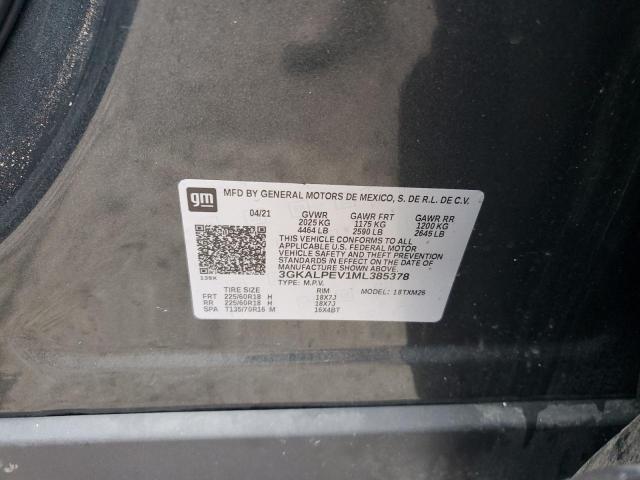 gm
MFD BY GENERAL MOTORS DE MEXICO, S. DE R.L. DE C.V.
04/21 GVWR GAWR FRT GAWR RR
2025 KG 1175 KG 1200 KG
4464 LB 2590 LB 2645 LB
THIS VEHICLE CONFORMS TO ALL
APPLICABLE U.S. FEDERAL MOTOR
VEHICLE SAFETY AND THEFT PREVENTION
STANDARDS IN EFFECT ON THE DATE OF
MANUFACTURE SHOWN ABOVE.
3GKALPEV1ML385378
TYPE: M.P.V.
TIRE SIZE RIM MODEL: 18TXM26
FRT 225/60R18 H 18X7J
RR 225/60R18 H 18X7J
SPA T135/70R16 M 16X4BT